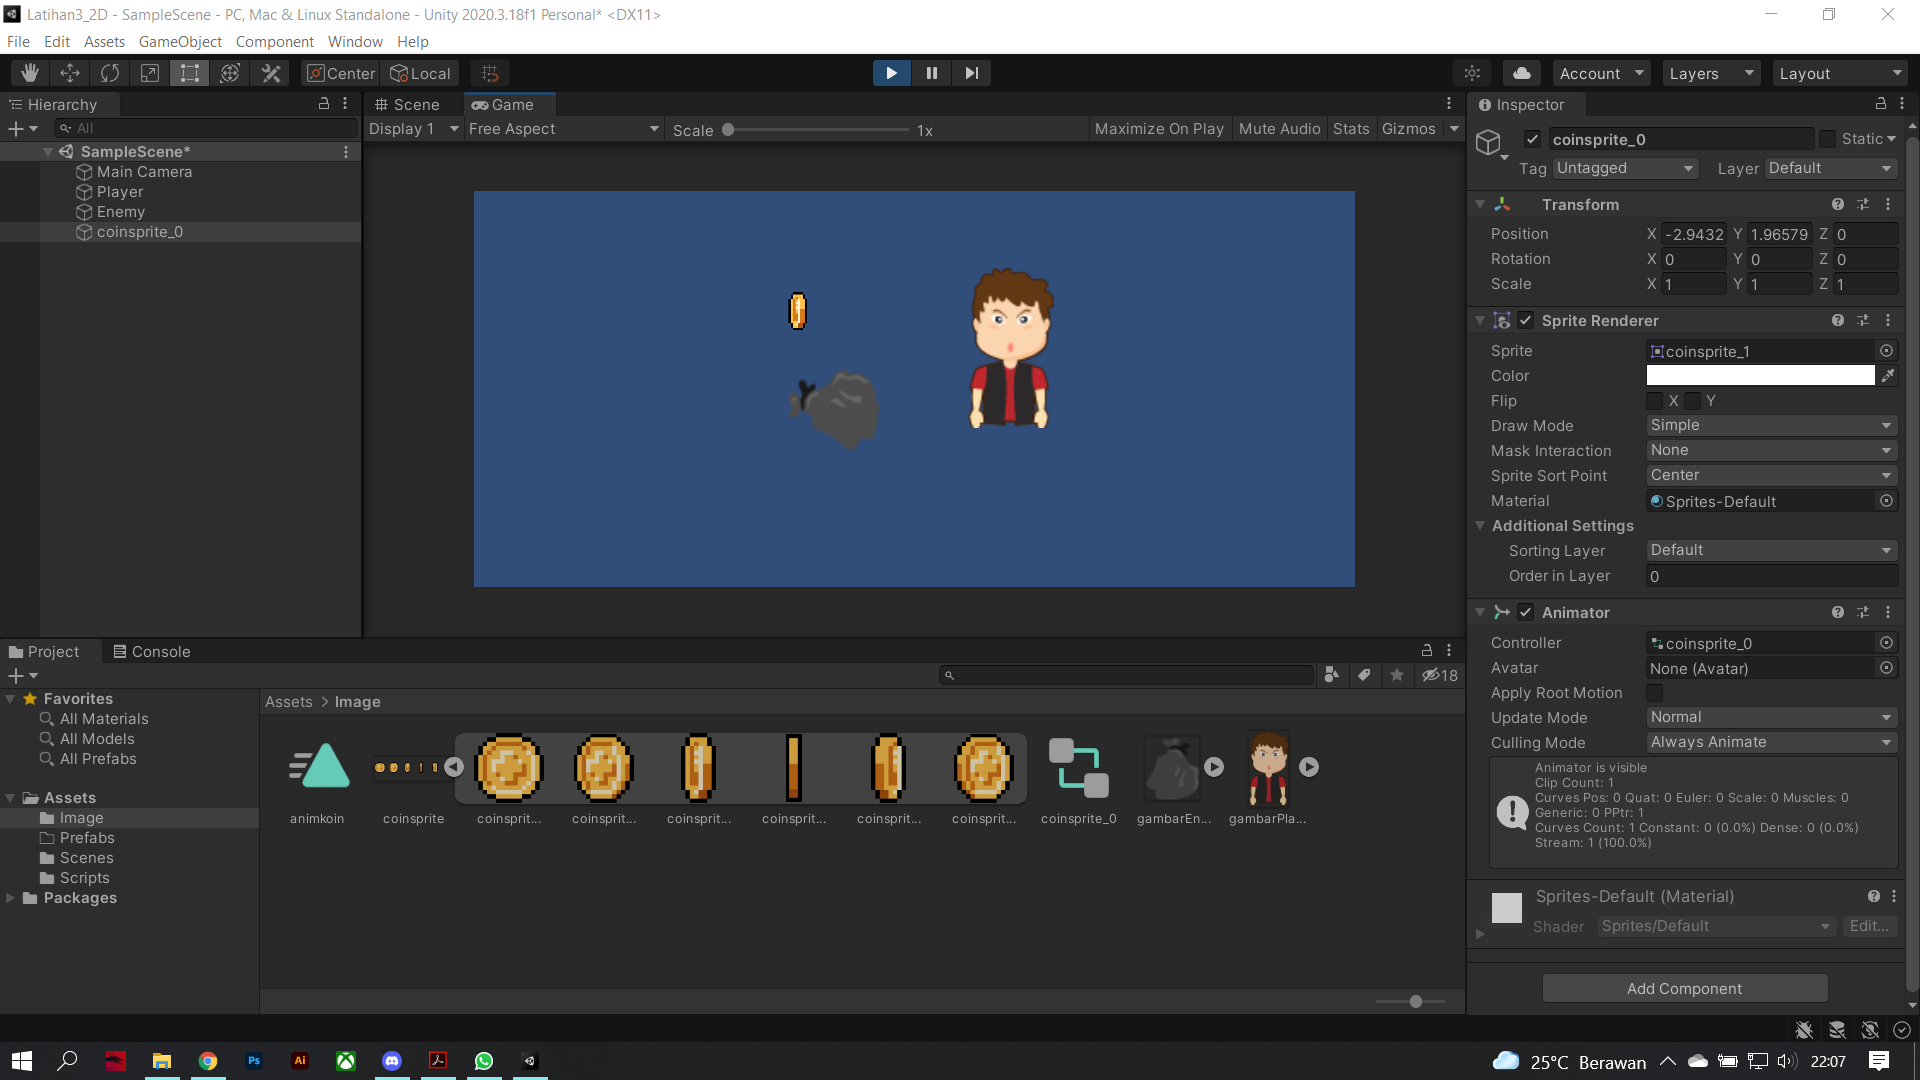 Latihan3_2D - SampleScene - PC, Mac & Linux Standalone - Unity 2020.3.18f1 Personal* <DX11>
File Edit Assets GameObject Component Window Help
Center Local
Account Layers Layout
Hierarchy
All
SampleScene*
Main Camera
Player
Enemy
coinsprite_0
Scene Game
Display 1 Free Aspect Scale 1x Maximize On Play Mute Audio Stats Gizmos
Inspector
coinsprite_0 Static
Tag Untagged Layer Default
Transform
Position X -2.9432 Y 1.96579 Z 0
Rotation X 0 Y 0 Z 0
Scale X 1 Y 1 Z 1
Sprite Renderer
Sprite coinsprite_1
Color
Flip X Y
Draw Mode Simple
Mask Interaction None
Sprite Sort Point Center
Material Sprites-Default
Additional Settings
Sorting Layer Default
Order in Layer 0
Animator
Controller coinsprite_0
Avatar None (Avatar)
Apply Root Motion
Update Mode Normal
Culling Mode Always Animate
Animator is visible
Clip Count: 1
Curves Pos: 0 Quat: 0 Euler: 0 Scale: 0 Muscles: 0
Generic: 0 PPtr: 1
Curves Count: 1 Constant: 0 (0.0%) Dense: 0 (0.0%)
Stream: 1 (100.0%)
Sprites-Default (Material)
Shader Sprites/Default Edit...
Add Component
Project Console
18
Favorites
All Materials
All Models
All Prefabs
Assets
Image
Prefabs
Scenes
Scripts
Packages
Assets > Image
animkoin coinsprite coinsprit... coinsprit... coinsprit... coinsprit... coinsprit... coinsprit... coinsprite_0 gambarEn... gambarPla...
Ps Ai
25°C Berawan 22:07